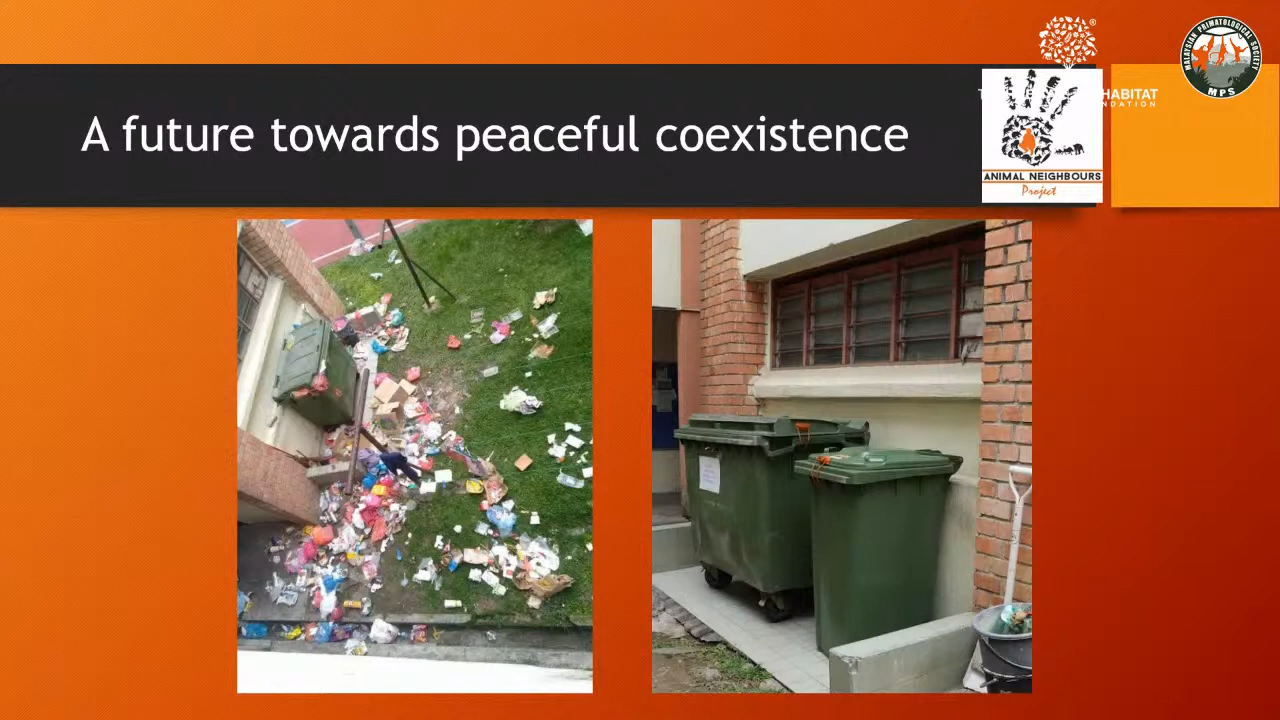 A future towards peaceful coexistence
HABITAT
NDATION
ANIMAL NEIGHBOURS
Project
MALAYSIAN PRIMATOLOGICAL SOCIETY
MPS